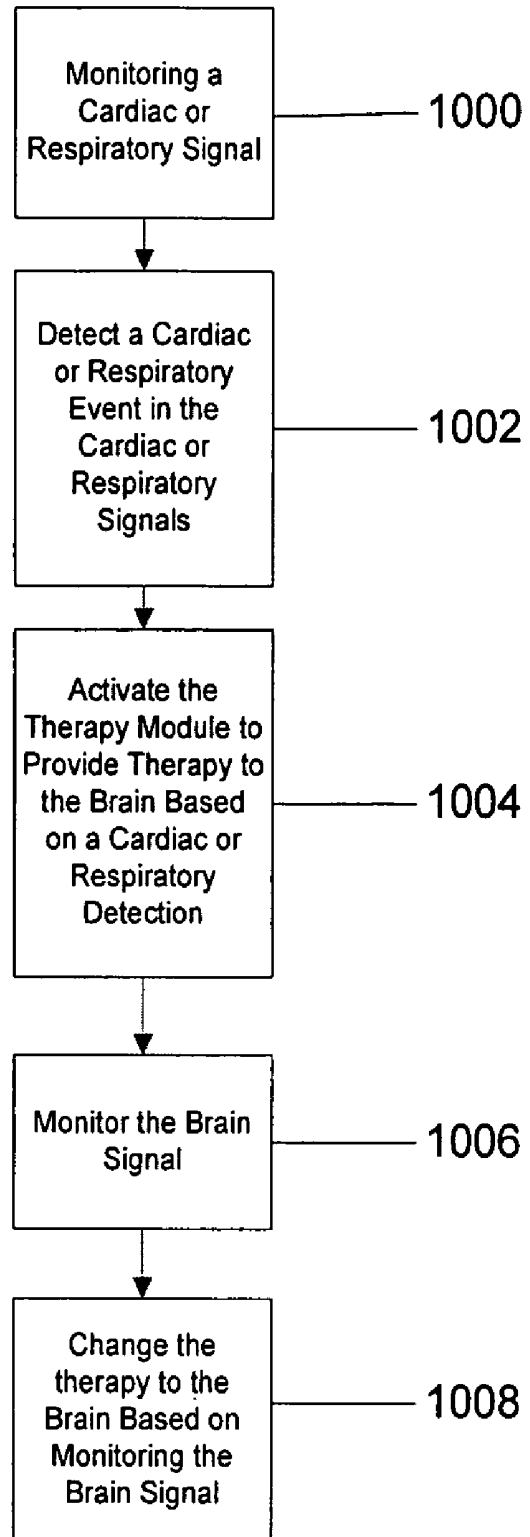 Monitoring a
Cardiac or
Respiratory Signal
1000
Detect a Cardiac
or Respiratory
Event in the
Cardiac or
Respiratory
Signals
1002
Activate the
Therapy Module to
Provide Therapy to
the Brain Based
on a Cardiac or
Respiratory
Detection
1004
Monitor the Brain
Signal
1006
Change the
therapy to the
Brain Based on
Monitoring the
Brain Signal
1008